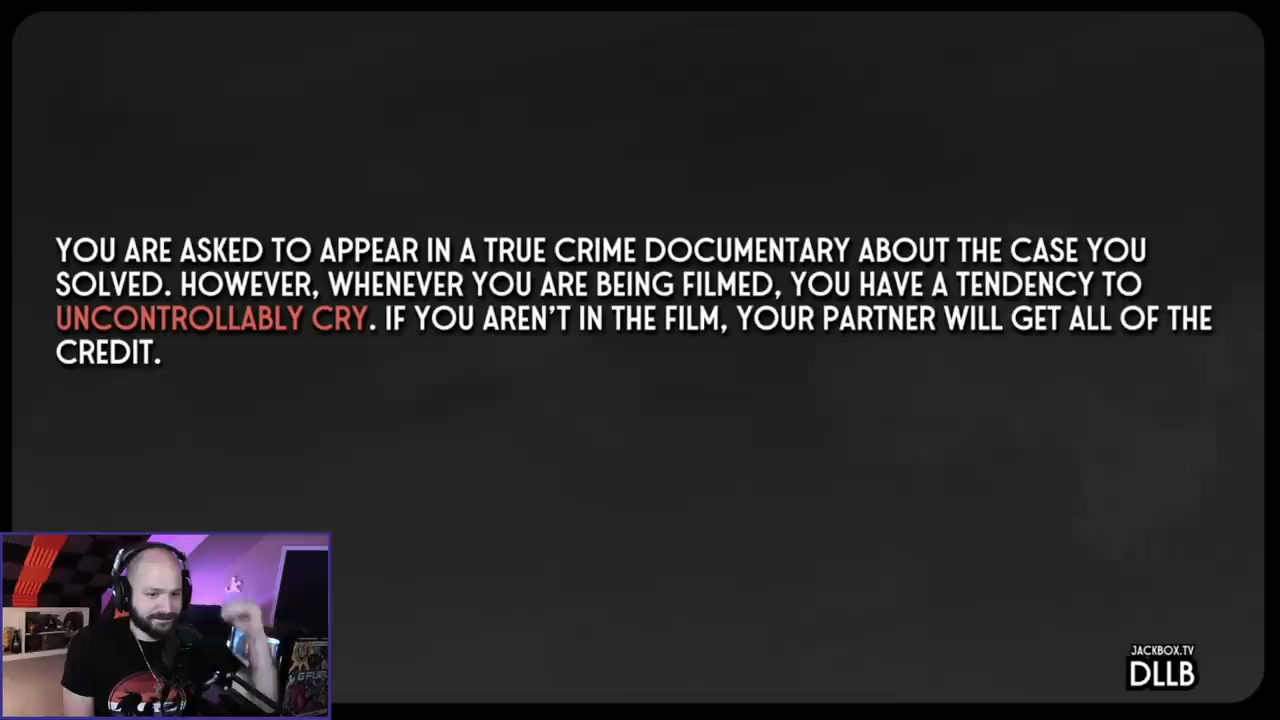 YOU ARE ASKED TO APPEAR IN A TRUE CRIME DOCUMENTARY ABOUT THE CASE YOU
SOLVED. HOWEVER, WHENEVER YOU ARE BEING FILMED, YOU HAVE A TENDENCY TO
UNCONTROLLABLY CRY. IF YOU AREN'T IN THE FILM, YOUR PARTNER WILL GET ALL OF THE
CREDIT.
G FUEL
JACKBOX.TV
DLLB